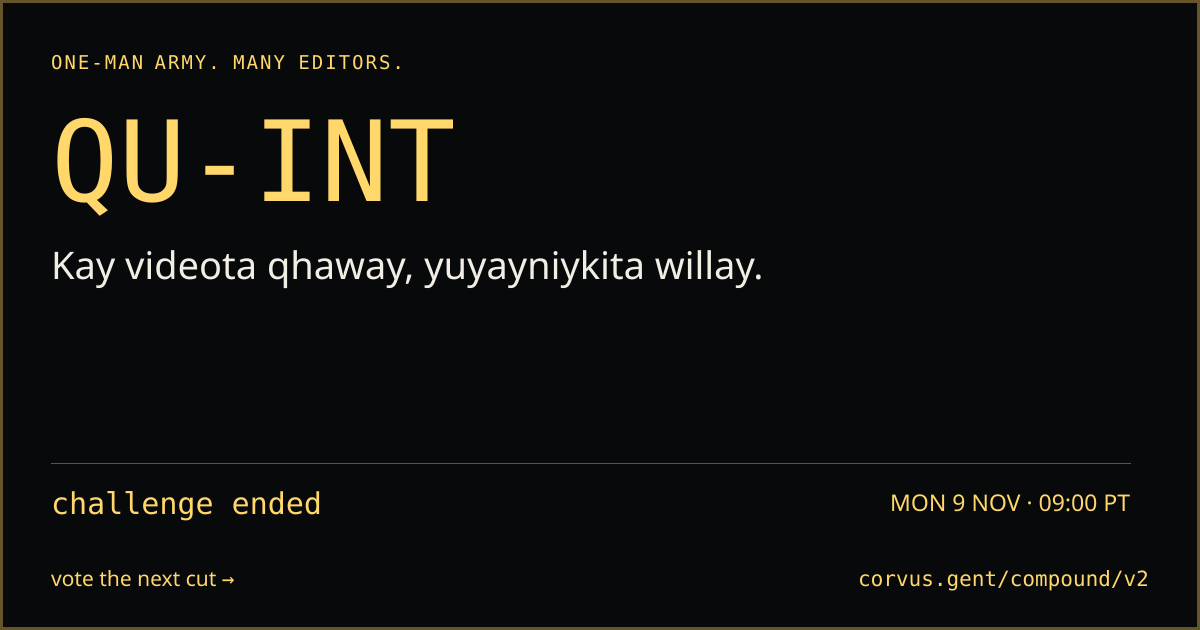 ONE-MAN ARMY. MANY EDITORS.
QU-INT
Kay videota qhaway, yuyayniykita willay.
challenge ended
MON 9 NOV · 09:00 PT
vote the next cut →
corvus.gent/compound/v2